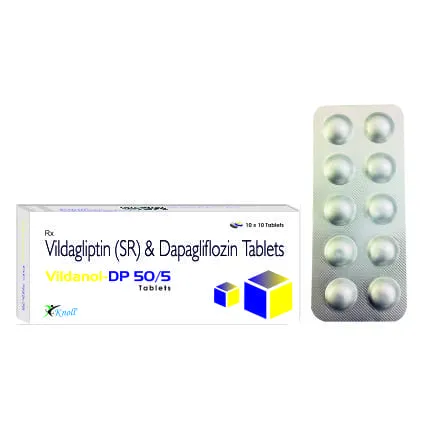 10 x 10 Tablets
Rx
Vildagliptin (SR) & Dapagliflozin Tablets
Vildanol-DP 50/5
Tablets
Knoll